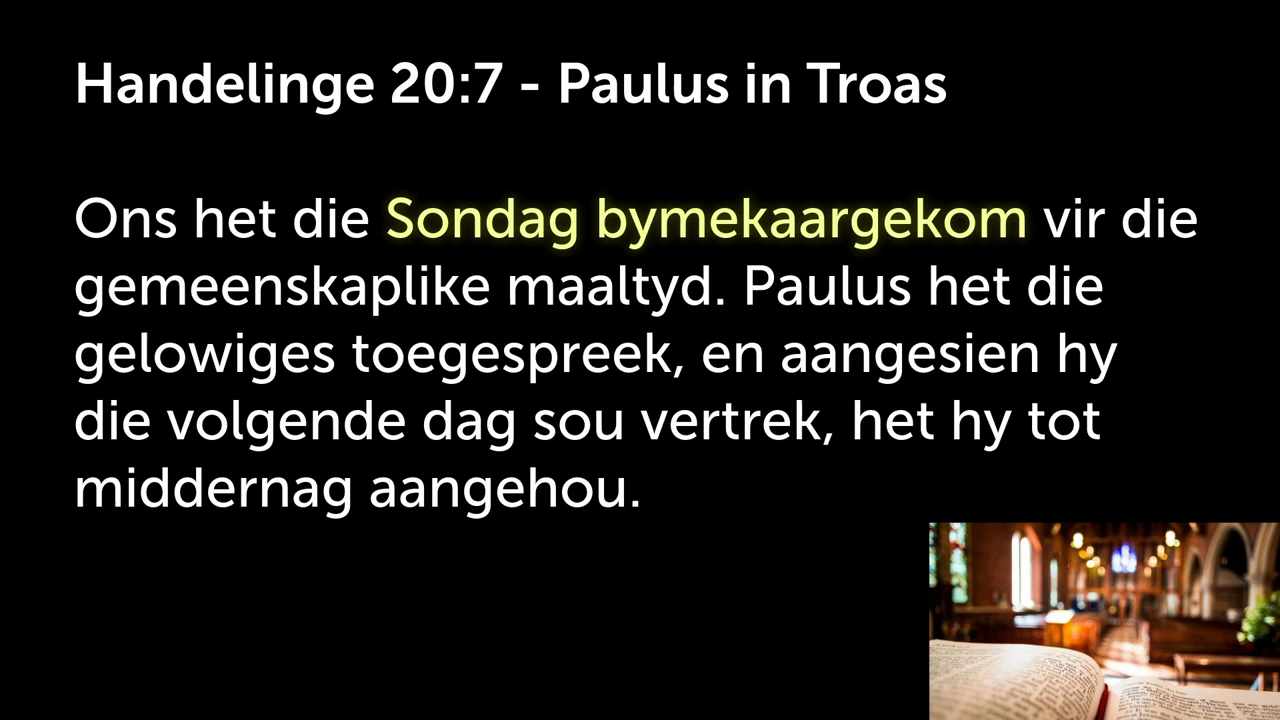 Handelinge 20:7 - Paulus in Troas
Ons het die Sondag bymekaargekom vir die
gemeenskaplike maaltyd. Paulus het die
gelowiges toegespreek, en aangesien hy
die volgende dag sou vertrek, het hy tot
middernag aangehou.